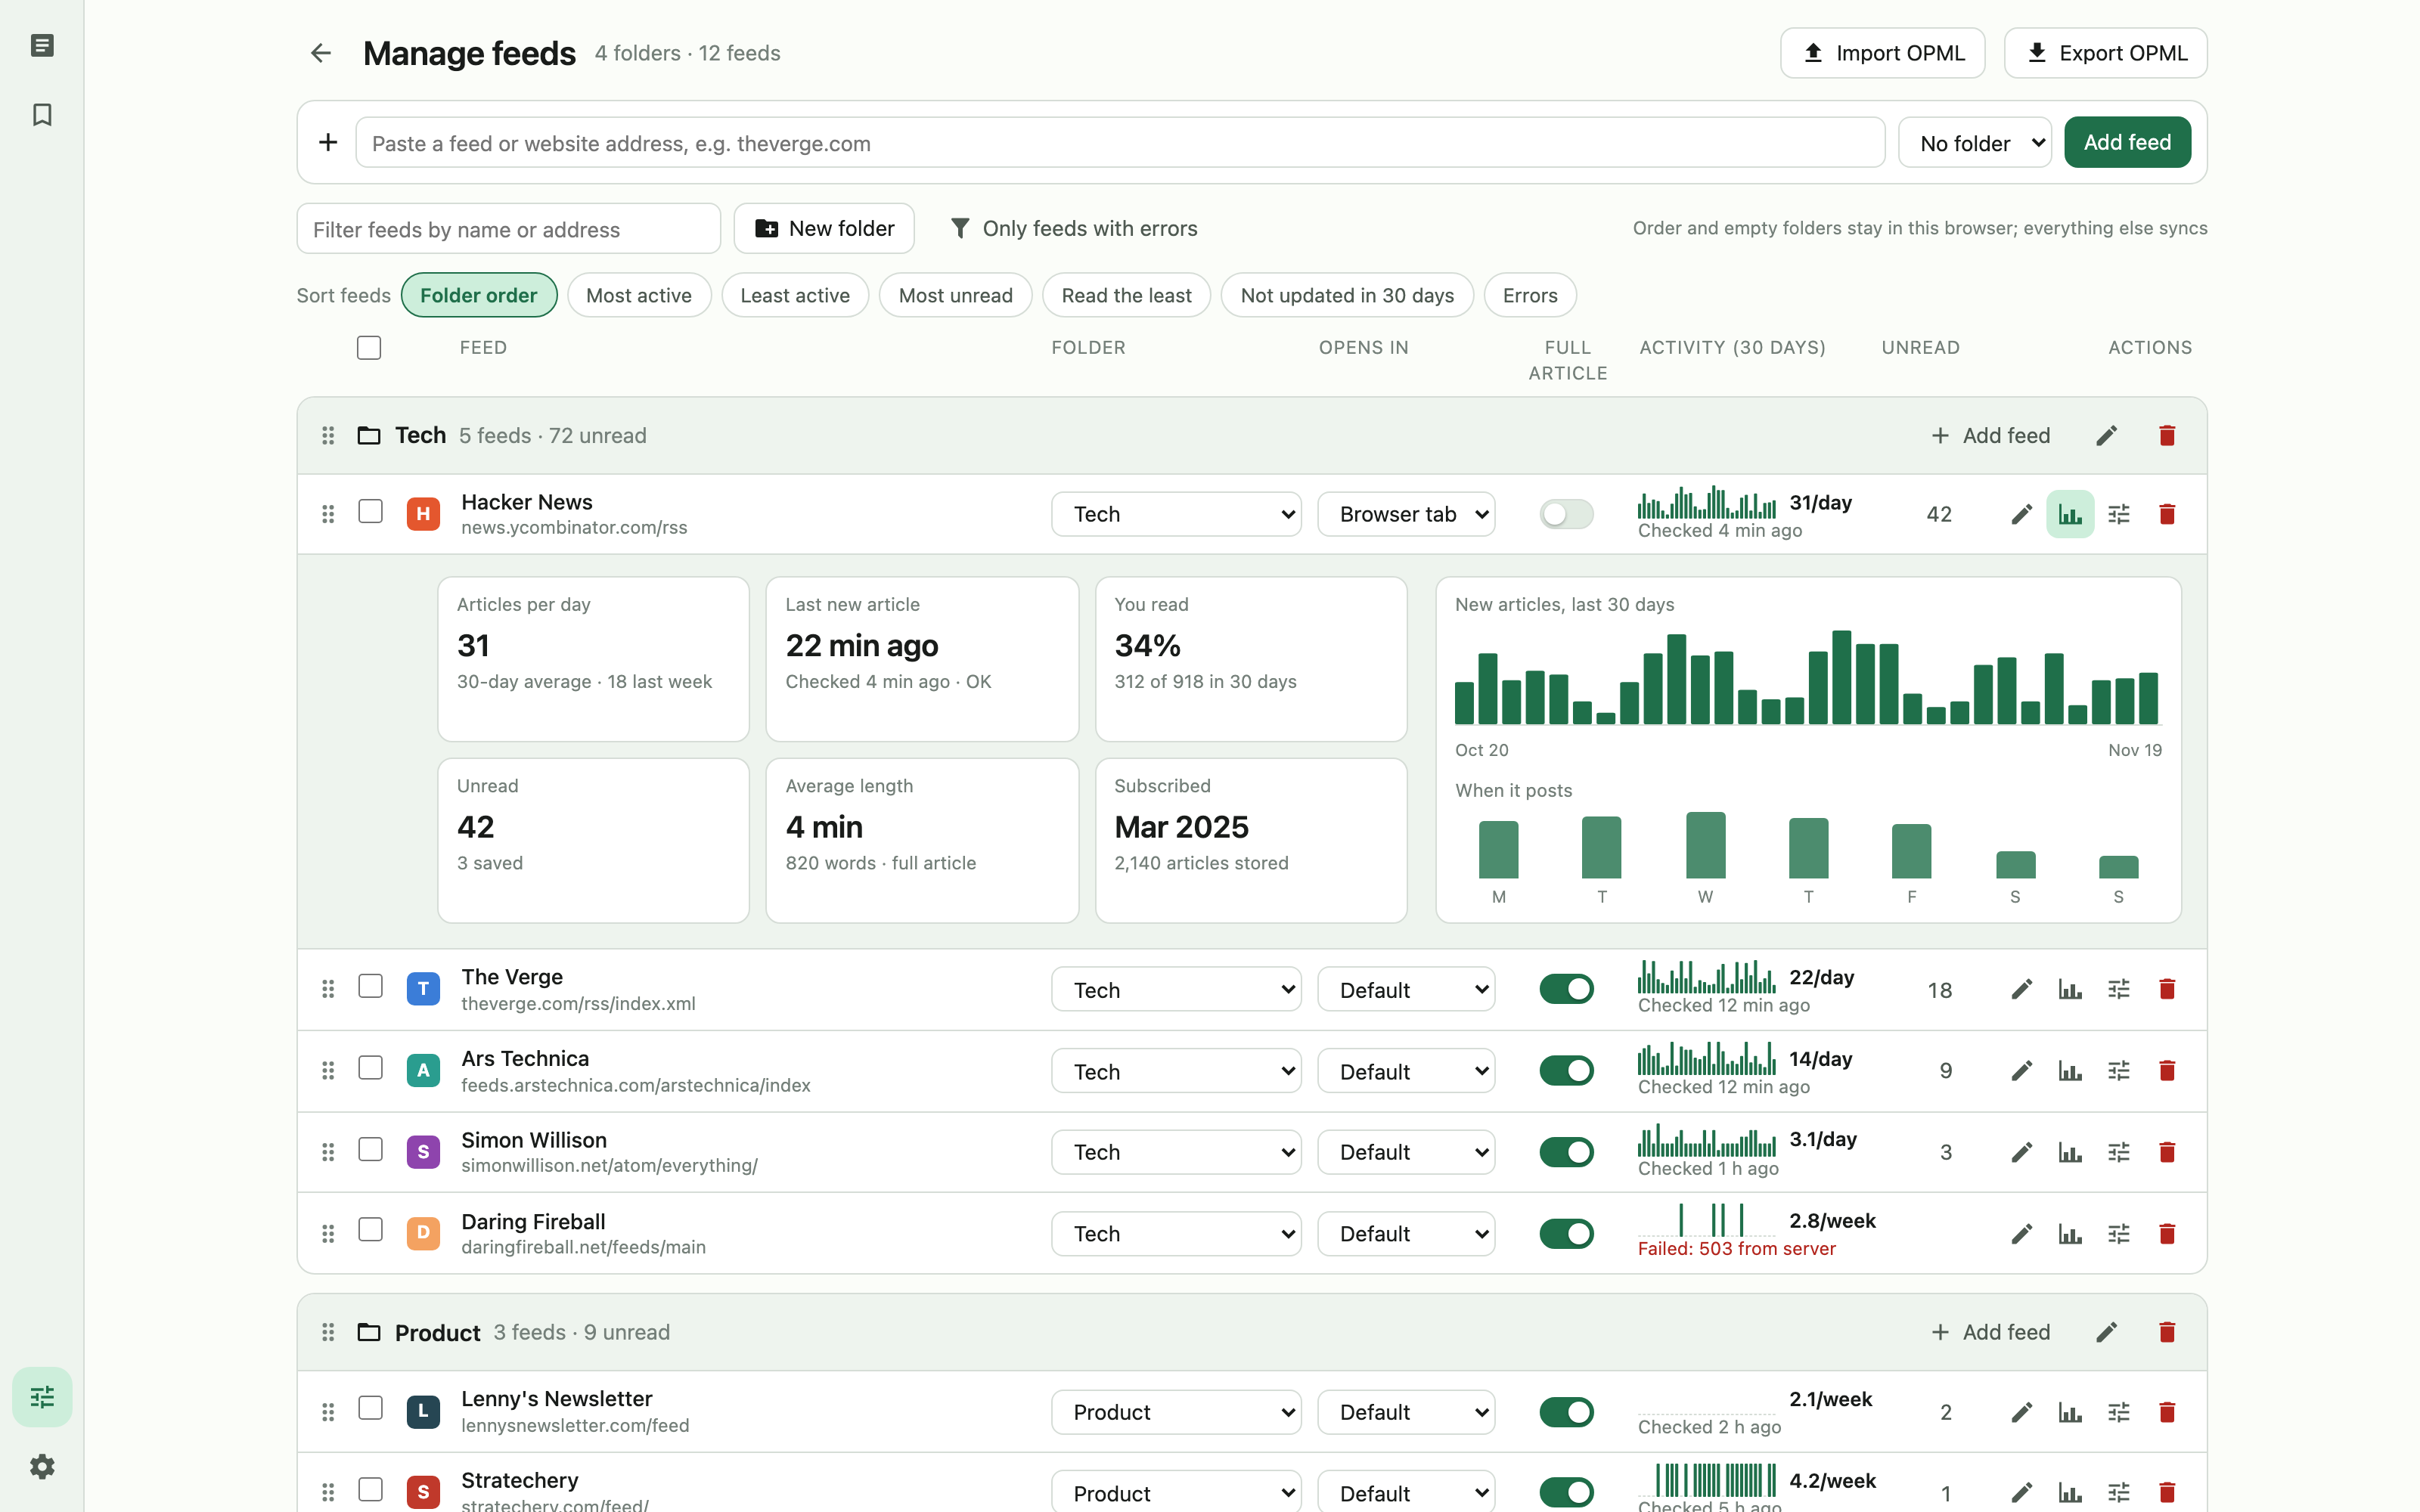 Manage feeds
4 folders · 12 feeds
Import OPML
Export OPML
Paste a feed or website address, e.g. theverge.com
No folder
Add feed
Filter feeds by name or address
New folder
Only feeds with errors
Order and empty folders stay in this browser; everything else syncs
Sort feeds
Folder order
Most active
Least active
Most unread
Read the least
Not updated in 30 days
Errors
FEED
FOLDER
OPENS IN
FULL ARTICLE
ACTIVITY (30 DAYS)
UNREAD
ACTIONS
Tech
5 feeds · 72 unread
Add feed
H
Hacker News
news.ycombinator.com/rss
Tech
Browser tab
31/day
Checked 4 min ago
42
Articles per day
31
30-day average · 18 last week
Last new article
22 min ago
Checked 4 min ago · OK
You read
34%
312 of 918 in 30 days
Unread
42
3 saved
Average length
4 min
820 words · full article
Subscribed
Mar 2025
2,140 articles stored
New articles, last 30 days
Oct 20
Nov 19
When it posts
M T W T F S S
T
The Verge
theverge.com/rss/index.xml
Tech
Default
22/day
Checked 12 min ago
18
A
Ars Technica
feeds.arstechnica.com/arstechnica/index
Tech
Default
14/day
Checked 12 min ago
9
S
Simon Willison
simonwillison.net/atom/everything/
Tech
Default
3.1/day
Checked 1 h ago
3
D
Daring Fireball
daringfireball.net/feeds/main
Tech
Default
2.8/week
Failed: 503 from server
Product
3 feeds · 9 unread
Add feed
L
Lenny's Newsletter
lennysnewsletter.com/feed
Product
Default
2.1/week
Checked 2 h ago
2
S
Stratechery
stratechery.com/feed/
Product
Default
4.2/week
Checked 5 h ago
1